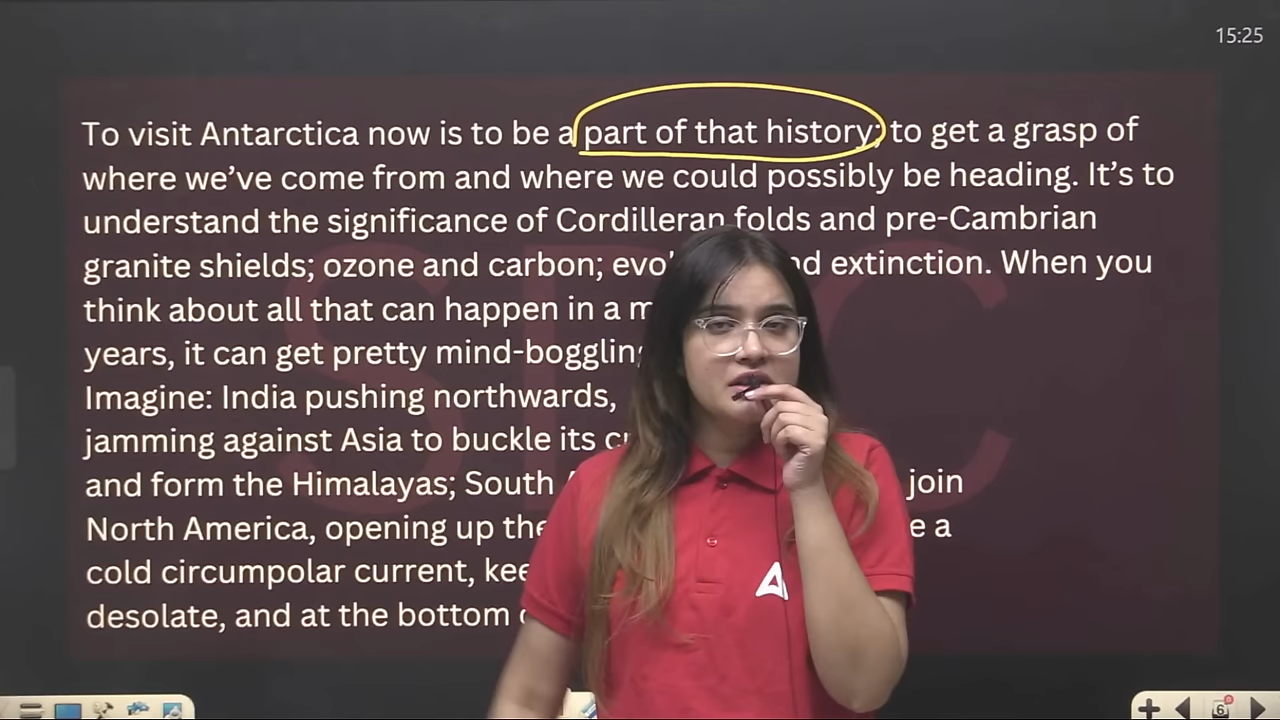 15:25
To visit Antarctica now is to be a part of that history; to get a grasp of
where we’ve come from and where we could possibly be heading. It’s to
understand the significance of Cordilleran folds and pre-Cambrian
granite shields; ozone and carbon; and extinction. When you
think about all that can happen in a
years, it can get pretty mind-boggling
Imagine: India pushing northwards,
jamming against Asia to buckle its
and form the Himalayas; South join
North America, opening up the a
cold circumpolar current,
desolate, and at the bottom
6